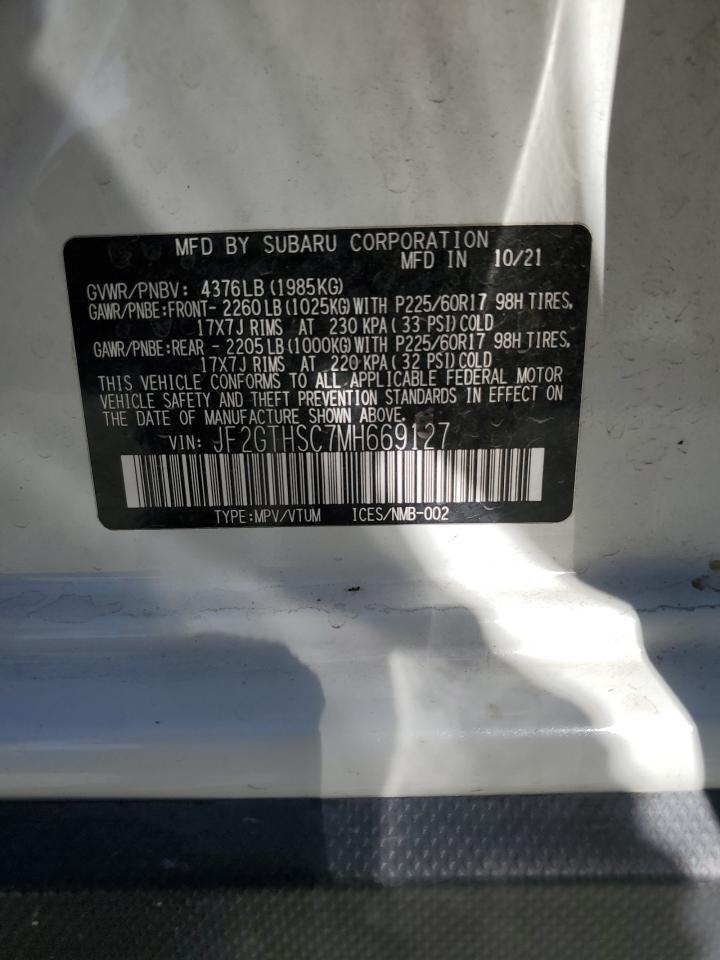 MFD BY SUBARU CORPORATION
MFD IN 10/21
GVWR/PNBV: 4376LB (1985KG)
GAWR/PNBE:FRONT- 2260LB (1025KG) WITH P225/60R17 98H TIRES,
17X7J RIMS AT 230 KPA (33 PSI) COLD
GAWR/PNBE:REAR - 2205LB (1000KG) WITH P225/60R17 98H TIRES,
17X7J RIMS AT 220 KPA (32 PSI) COLD
THIS VEHICLE CONFORMS TO ALL APPLICABLE FEDERAL MOTOR
VEHICLE SAFETY AND THEFT PREVENTION STANDARDS IN EFFECT ON
THE DATE OF MANUFACTURE SHOWN ABOVE.
VIN: JF2GTHSC7MH669127
TYPE:MPV/VTUM ICES/NMB-002